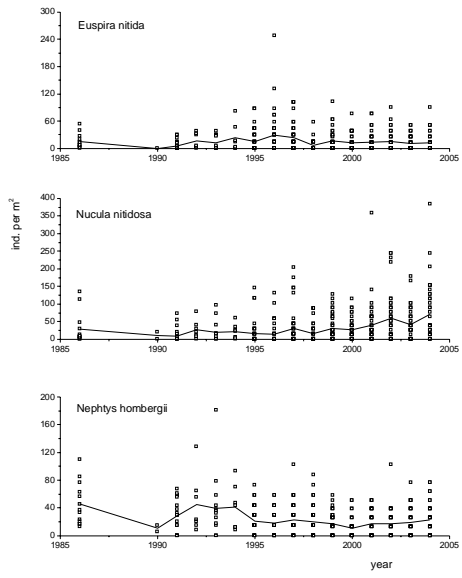 300
Euspira nitida
240
180
120
60
0
1985 1990 1995 2000 2005
ind. per m²
400
350
Nucula nitidosa
300
250
200
150
100
50
0
1985 1990 1995 2000 2005
200
Nephtys hombergii
160
120
80
40
0
1985 1990 1995 2000 2005
year